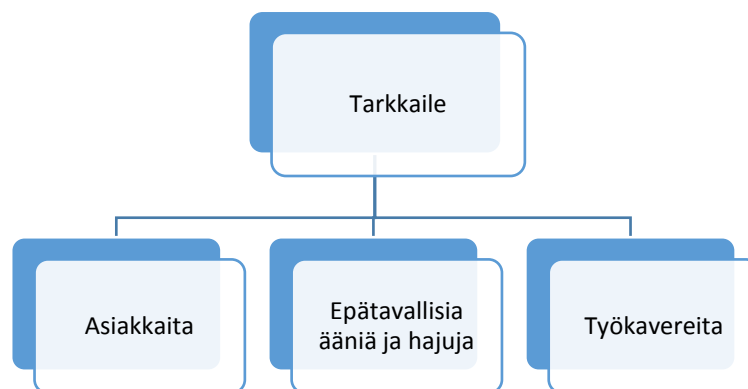 Tarkkaile
Asiakkaita
Epätavallisia
ääniä ja hajuja
Työkavereita